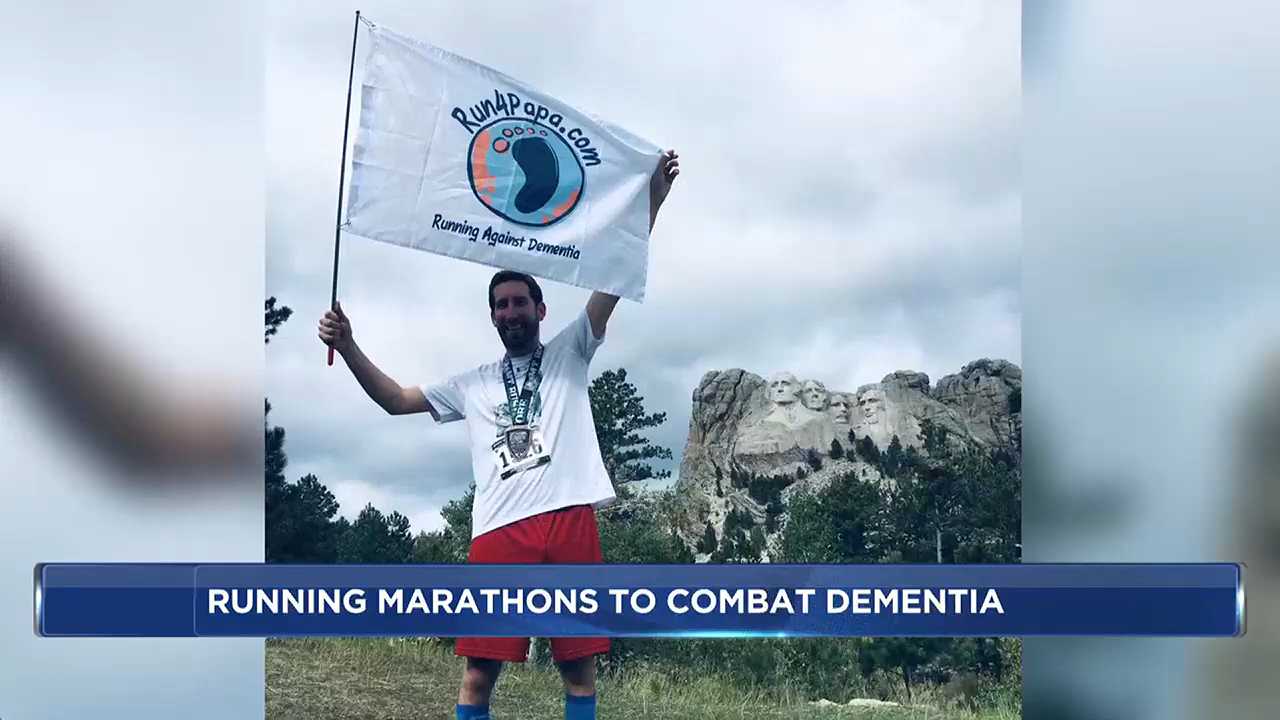 Run4Papa.com
Running Against Dementia
RUNNING MARATHONS TO COMBAT DEMENTIA